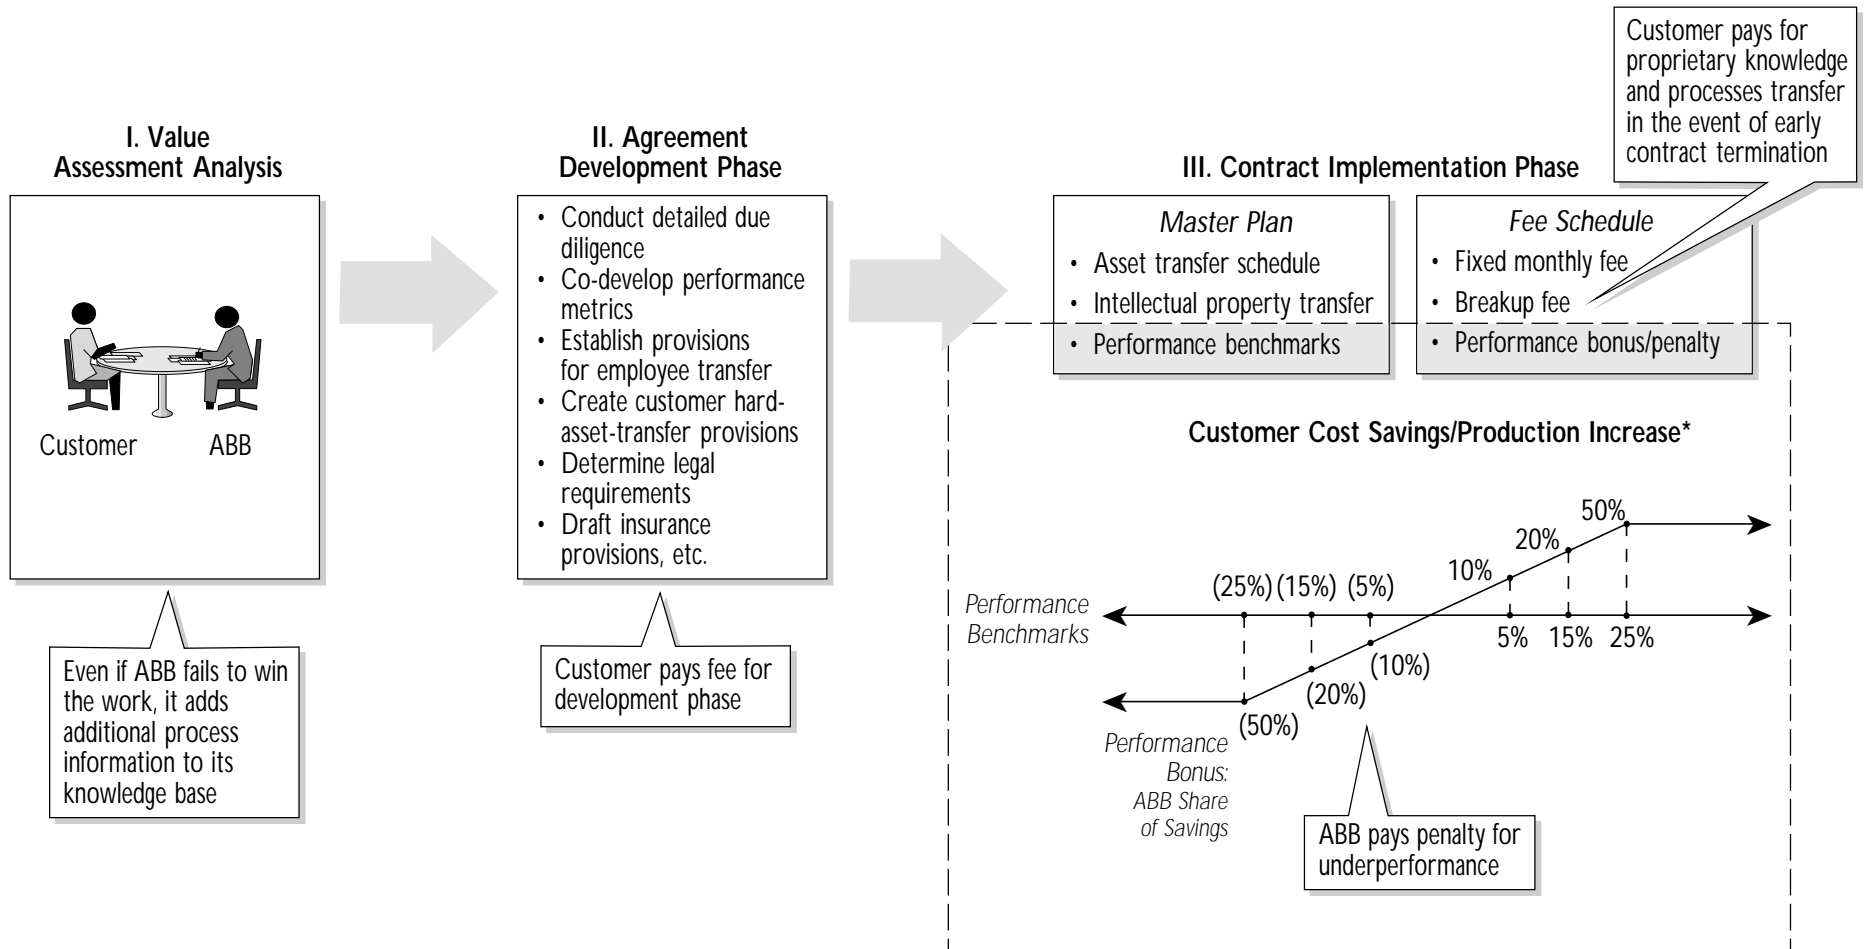 I. Value
Assessment Analysis
Customer
ABB
Even if ABB fails to win
the work, it adds
additional process
information to its
knowledge base
II. Agreement
Development Phase
• Conduct detailed due
diligence
• Co-develop performance
metrics
• Establish provisions
for employee transfer
• Create customer hard-
asset-transfer provisions
• Determine legal
requirements
• Draft insurance
provisions, etc.
Customer pays fee for
development phase
III. Contract Implementation Phase
Master Plan
• Asset transfer schedule
• Intellectual property transfer
• Performance benchmarks
Fee Schedule
• Fixed monthly fee
• Breakup fee
• Performance bonus/penalty
Customer pays for
proprietary knowledge
and processes transfer
in the event of early
contract termination
Customer Cost Savings/Production Increase*
50%
20%
10%
(25%) (15%) (5%)
Performance
Benchmarks
5% 15% 25%
(10%)
(20%)
(50%)
Performance
Bonus:
ABB Share
of Savings
ABB pays penalty for
underperformance